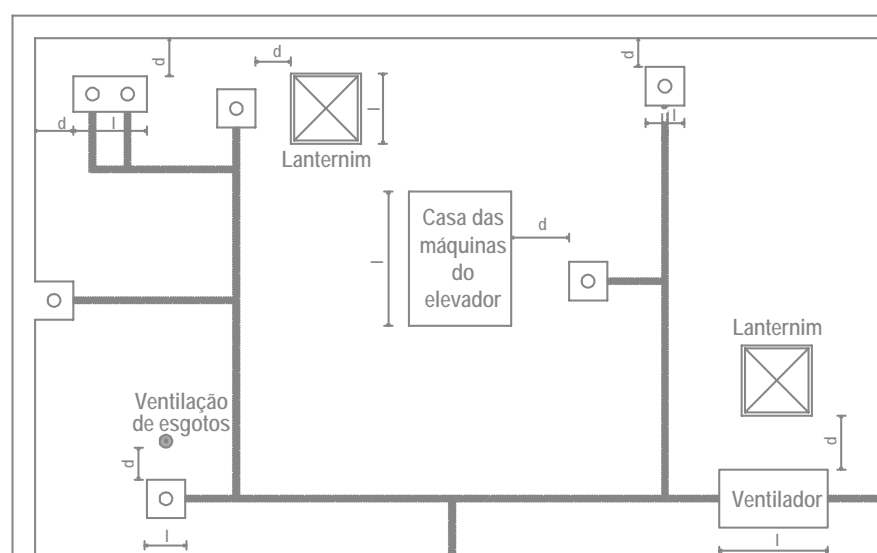 d
d
d
d
l
l
Lanternim
l
Casa das
máquinas
do
elevador
l
d
Lanternim
Ventilação
de esgotos
d
d
Ventilador
l
l